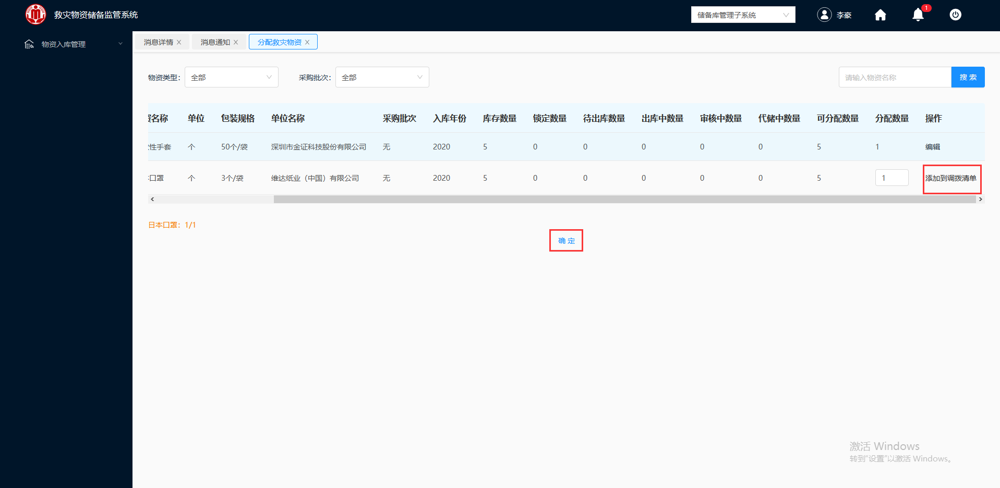 救灾物资储备监管系统
储备库管理子系统
李豪
1
物资入库管理
消息详情
消息通知
分配救灾物资
物资类型： 全部
采购批次： 全部
请输入物资名称
搜 索
名称 单位 包装规格 单位名称 采购批次 入库年份 库存数量 锁定数量 待出库数量 出库中数量 审核中数量 代储中数量 可分配数量 分配数量 操作
性手套 个 50个/袋 深圳市金证科技股份有限公司 无 2020 5 0 0 0 0 0 5 1 编辑
口罩 个 3个/袋 维达纸业（中国）有限公司 无 2020 5 0 0 0 0 0 5 1 添加到调拨清单
日本口罩：1/1
确 定
激活 Windows
转到“设置”以激活 Windows。